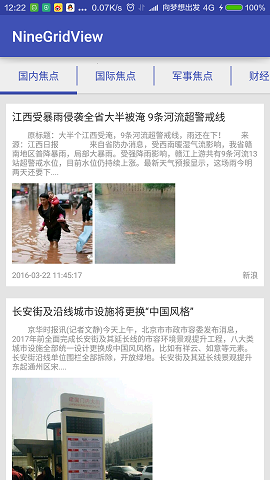 12:22 ... 0.07K/s 向梦想出发 4G 100%
NineGridView
国内焦点 国际焦点 军事焦点 财经
江西受暴雨侵袭全省大半被淹 9条河流超警戒线
原标题：大半个江西受淹，9条河流超警戒线，雨还在下！ 来
源：江西日报 来自省防办消息，受西南暖湿气流影响，我省赣
南地区普降暴雨，局部大暴雨。受强降雨影响，赣江上游共有9条河流13
站超警戒水位，目前水位仍持续上涨。最新天气预报显示，这场雨今明
两天还要下....
2016-03-22 11:45:17 新浪
长安街及沿线城市设施将更换“中国风格”
京华时报讯(记者文静)今天上午，北京市市政市容委发布消息，
2017年前全面完成长安街及其延长线的市容环境景观提升工程，八大类
城市设施全部统一设计更换成中国风风格，比如有祥云、如意等元素。
长安街沿线单位围栏全部拆除，开放绿地。长安街及其延长线景观提升
东起通州区宋....